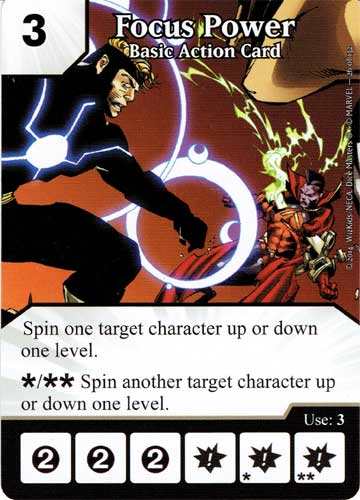 3
Focus Power
Basic Action Card
Spin one target character up or down
one level.
*/** Spin another target character up
or down one level.
Use: 3
2 2 2 ! ! !
* **